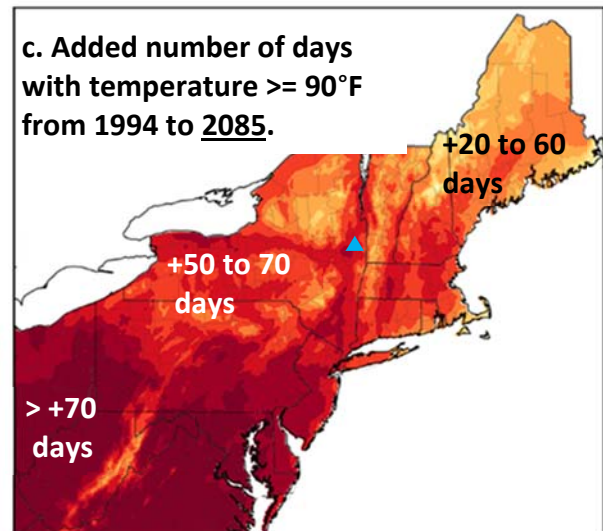 c. Added number of days
with temperature >= 90°F
from 1994 to 2085.
+20 to 60
days
+50 to 70
days
> +70
days